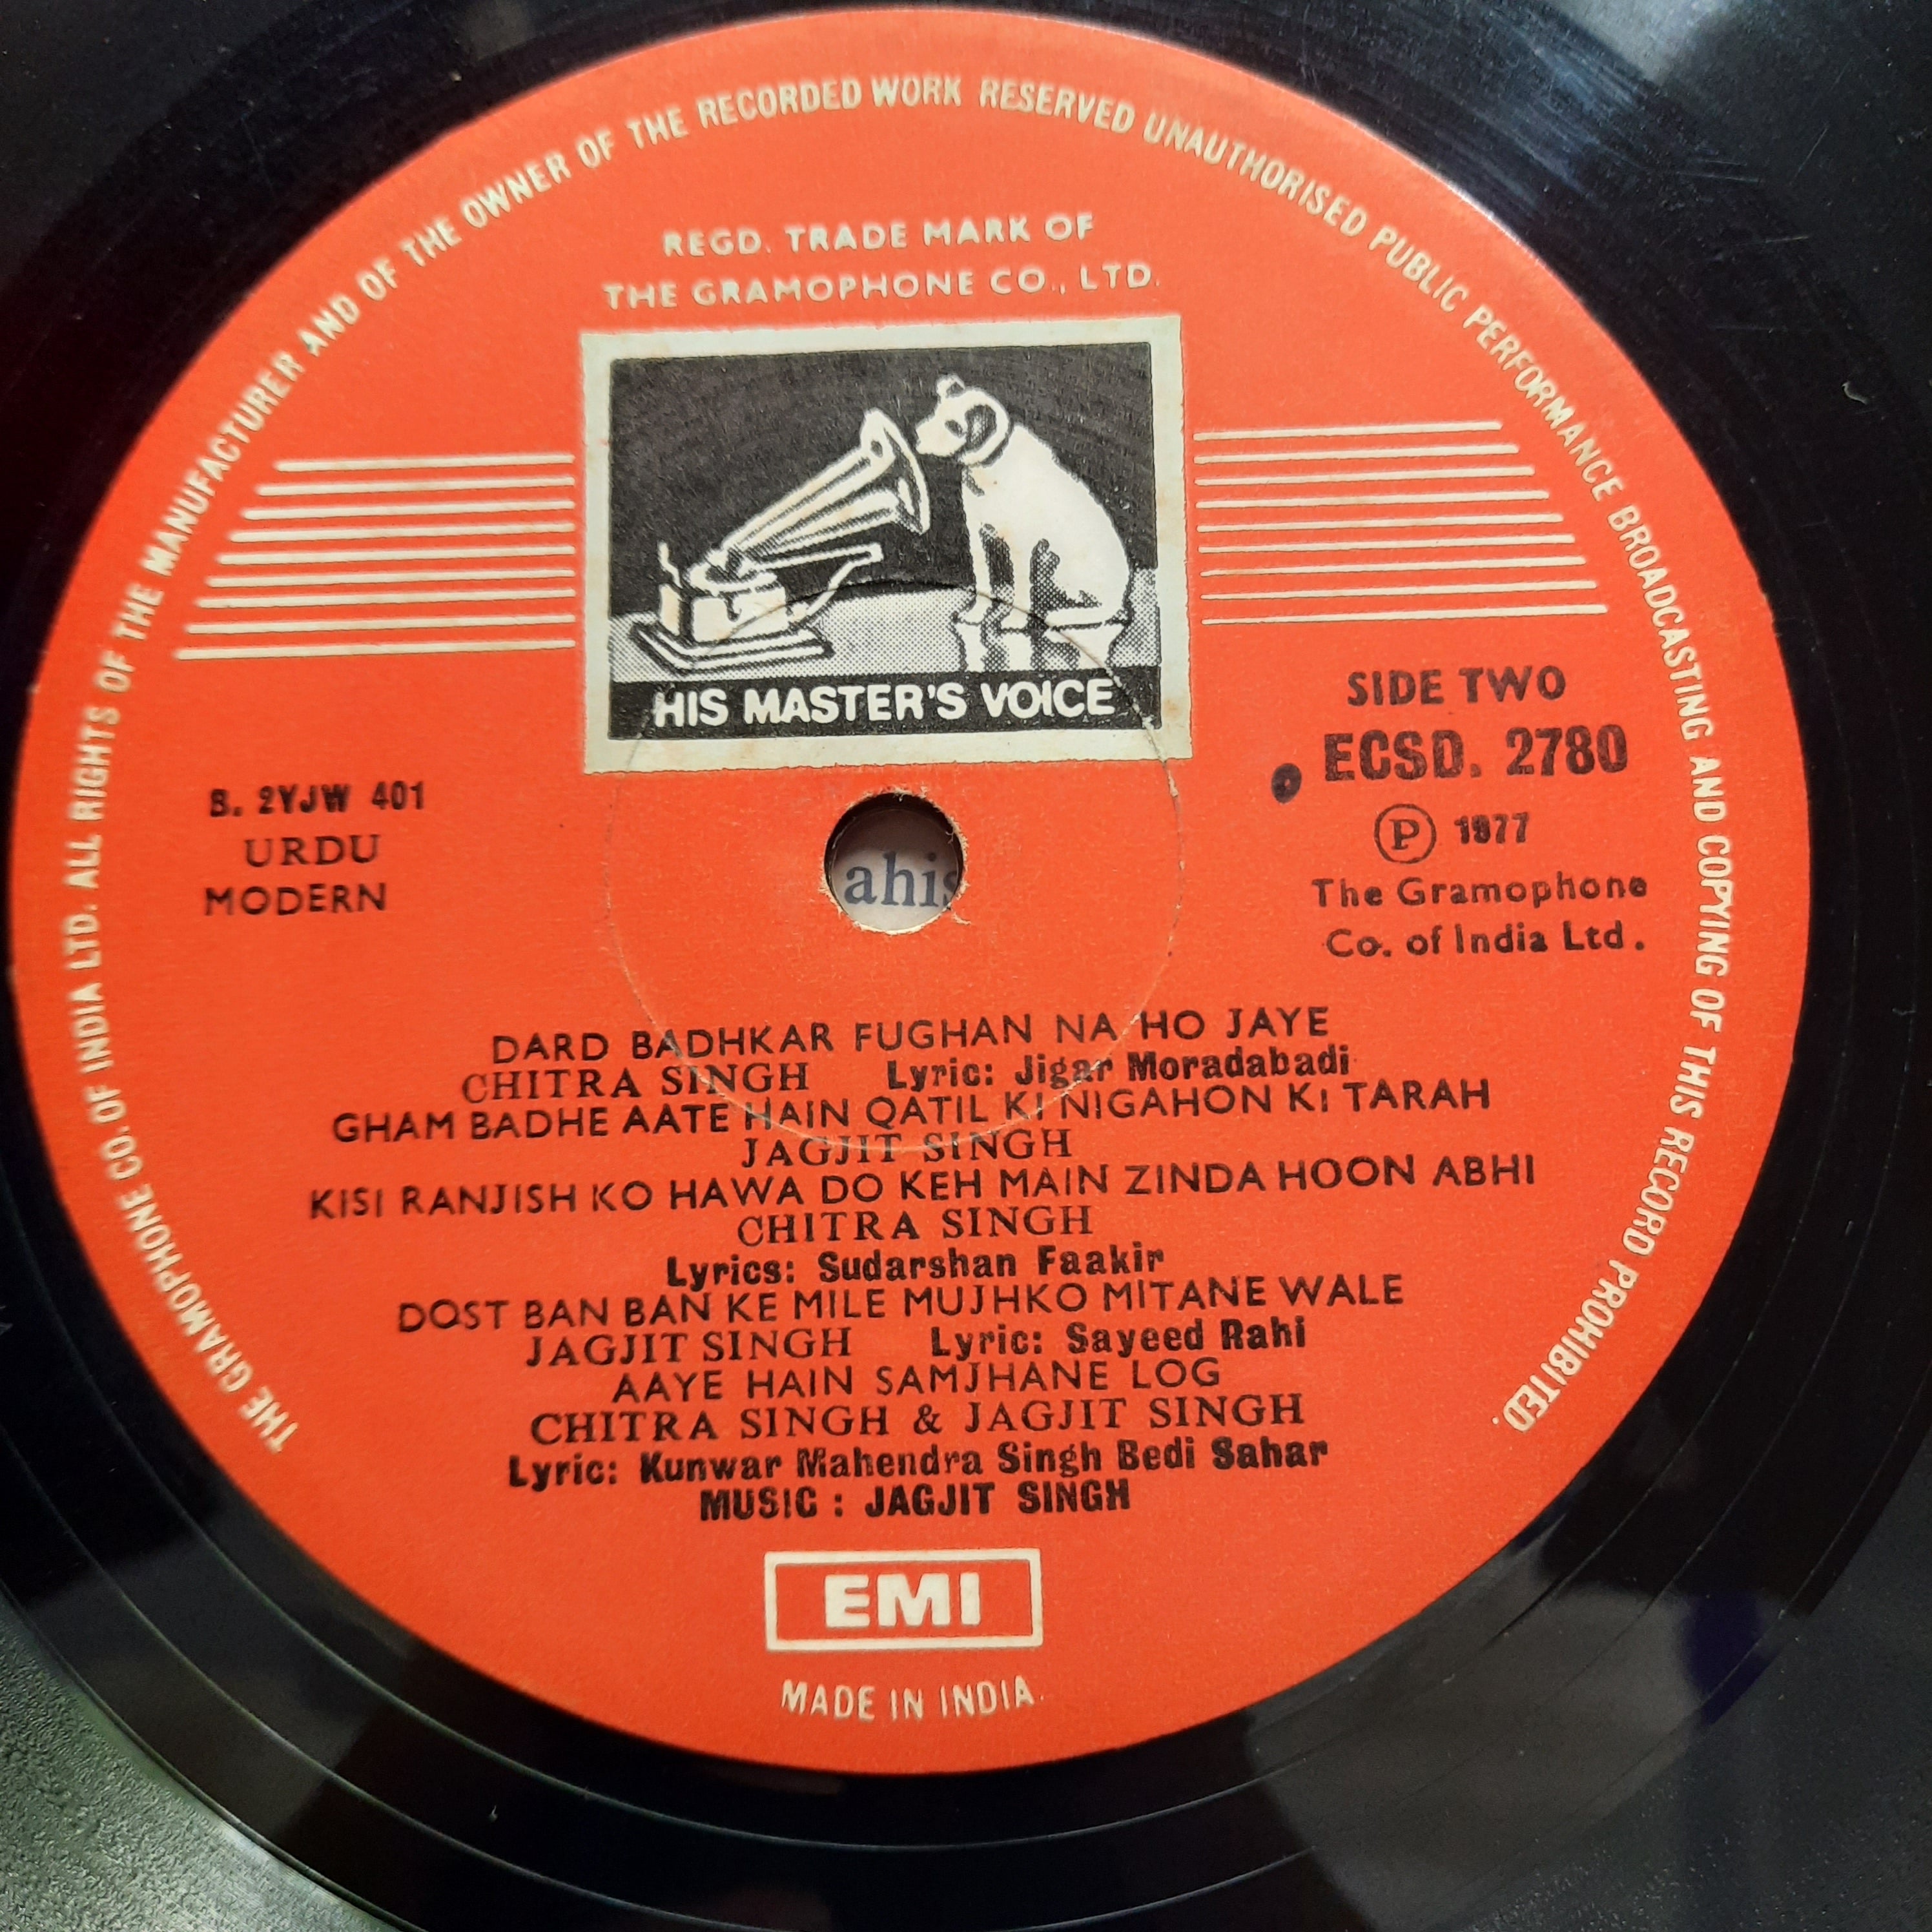 THE GRAMOPHONE CO. OF INDIA LTD. ALL RIGHTS OF THE MANUFACTURER AND OF THE OWNER OF THE RECORDED WORK RESERVED UNAUTHORISED PUBLIC PERFORMANCE BROADCASTING AND COPYING OF THIS RECORD PROHIBITED.
REGD. TRADE MARK OF
THE GRAMOPHONE CO., LTD.
HIS MASTER'S VOICE
SIDE TWO
ECSD. 2780
Ⓟ 1977
The Gramophone
Co. of India Ltd.
S. 2YJW 401
URDU
MODERN
ahis
DARD BADHKAR FUGHAN NA HO JAYE
CHITRA SINGH Lyric: Jigar Moradabadi
GHAM BADHE AATE HAIN QATIL KI NIGAHON KI TARAH
JAGJIT SINGH
KISI RANJISH KO HAWA DO KEH MAIN ZINDA HOON ABHI
CHITRA SINGH
Lyrics: Sudarshan Faakir
DOST BAN BAN KE MILE MUJHKO MITANE WALE
JAGJIT SINGH Lyric: Sayeed Rahi
AAYE HAIN SAMJHANE LOG
CHITRA SINGH & JAGJIT SINGH
Lyric: Kunwar Mahendra Singh Bedi Sahar
MUSIC : JAGJIT SINGH
EMI
MADE IN INDIA